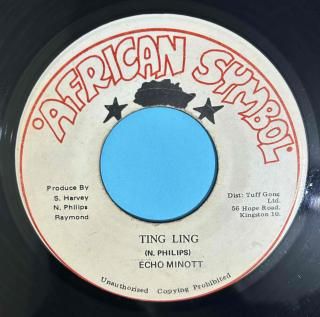 "AFRICAN SYMBOL"
Produce By
S. Harvey
N. Philips
Raymond
Dist: Tuff Gong
Ltd.
56 Hope Road.
Kingston 10.
TING LING
(N. PHILIPS)
ECHO MINOTT
Unauthorised Copying Prohibited